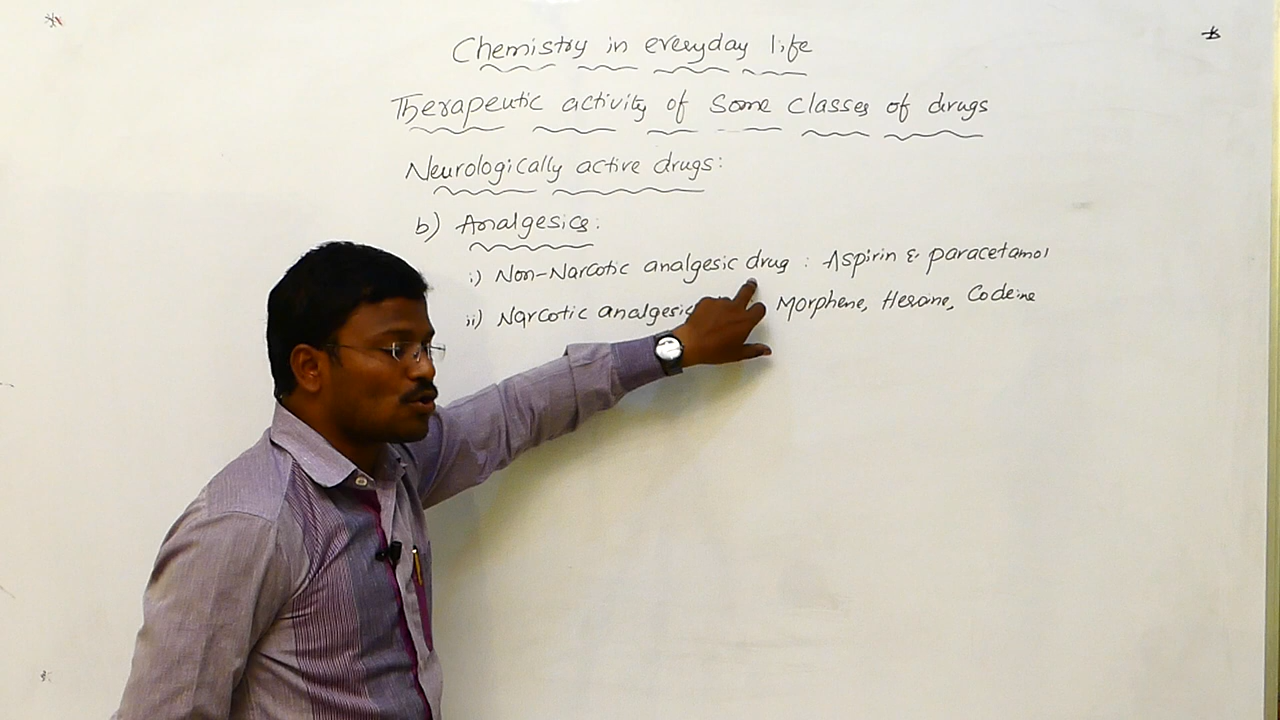 Chemistry in everyday life
Therapeutic activity of some classes of drugs
Neurologically active drugs:
b) Analgesics:
i) Non-Narcotic analgesic drug : Aspirin & paracetamol
ii) Narcotic analgesic Morphene, Heroine, Codeine